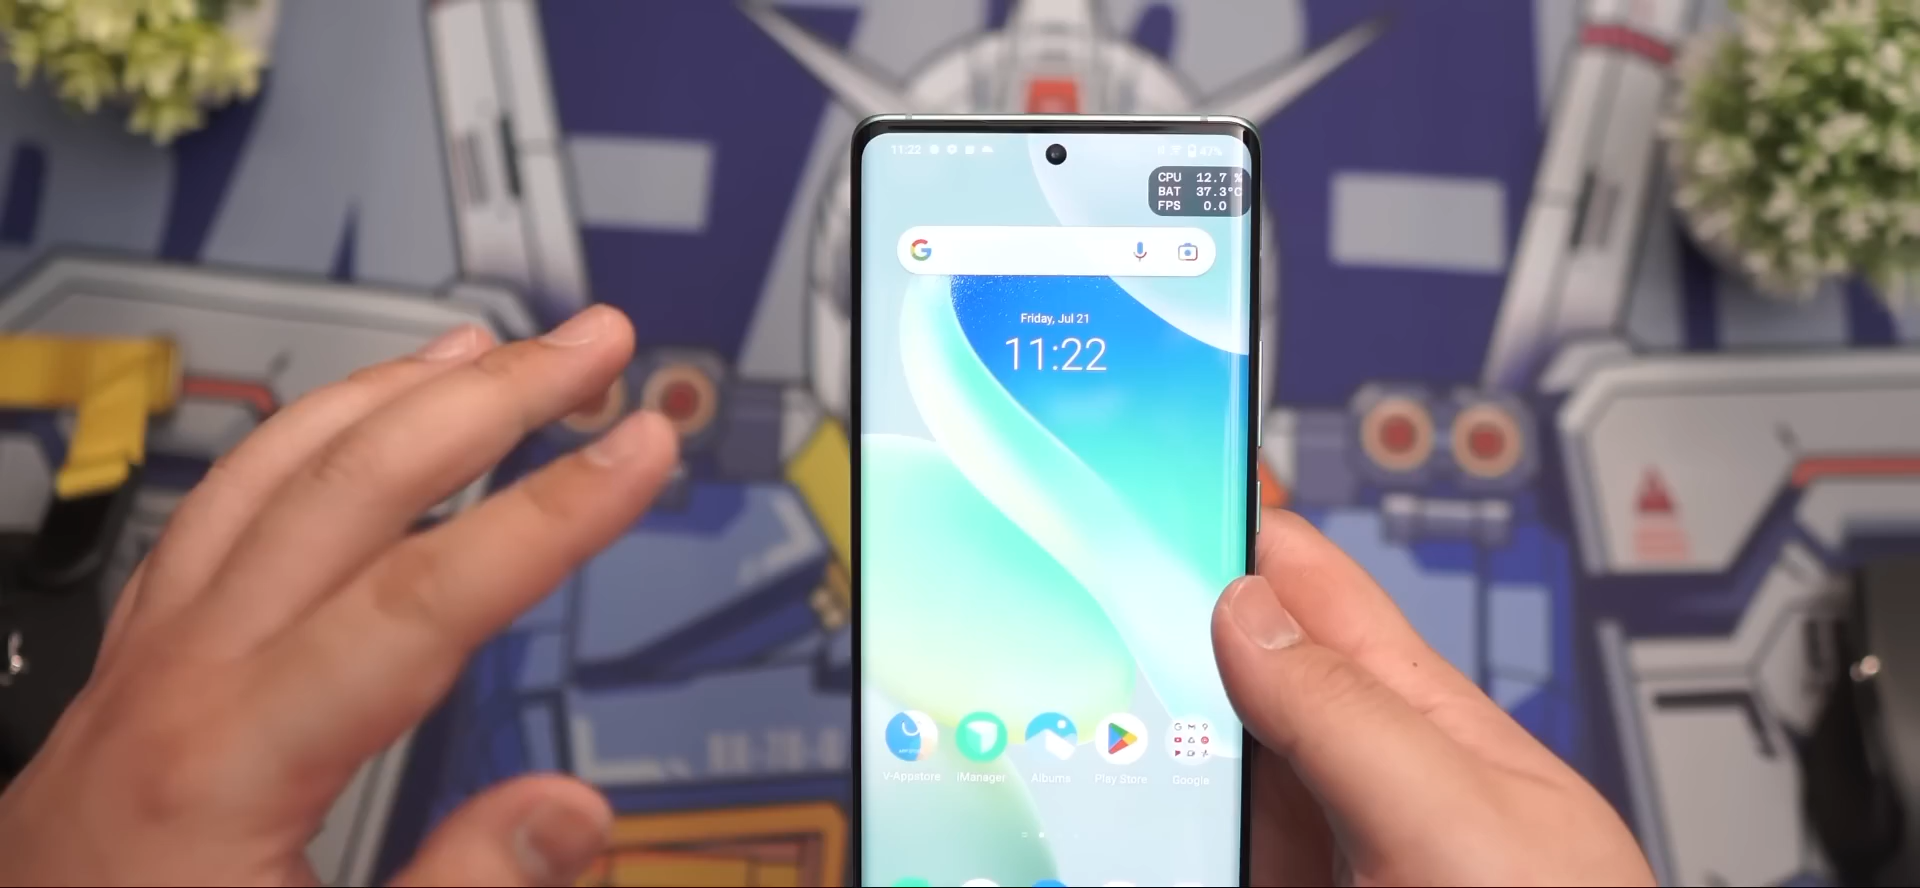 11:22
47%
CPU 12.7 %
BAT 37.3°C
FPS 0.0
Friday, Jul 21
11:22
V-Appstore iManager Albums Play Store Google